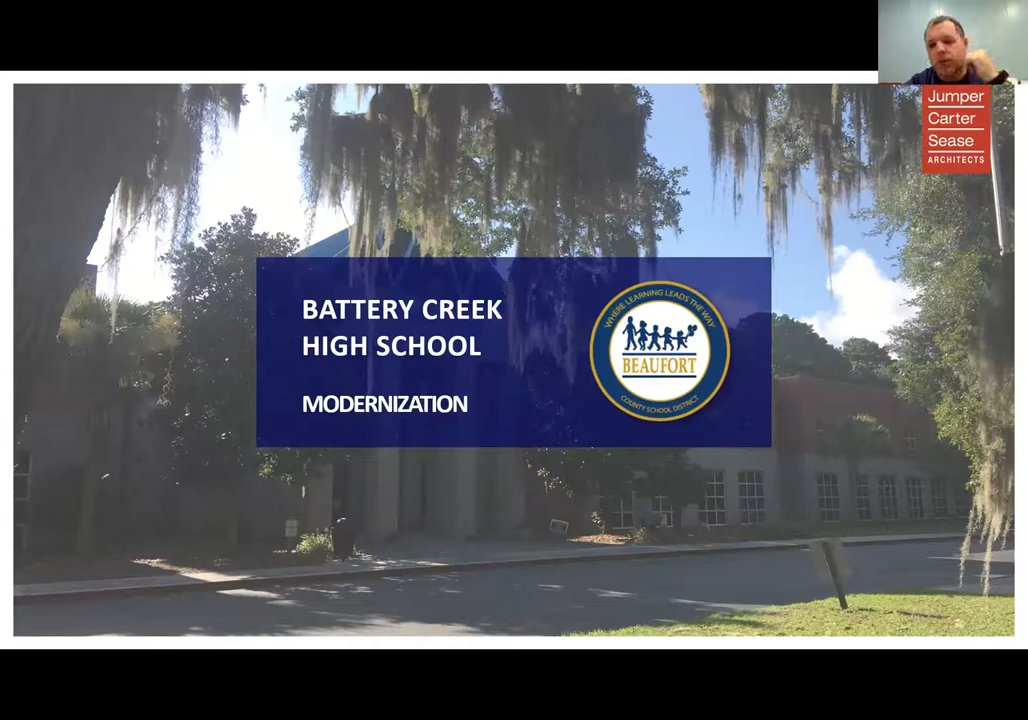 Jumper
Carter
Sease
ARCHITECTS
BATTERY CREEK
HIGH SCHOOL
MODERNIZATION
WHERE LEARNING LEADS THE WAY
BEAUFORT
COUNTY SCHOOL DISTRICT